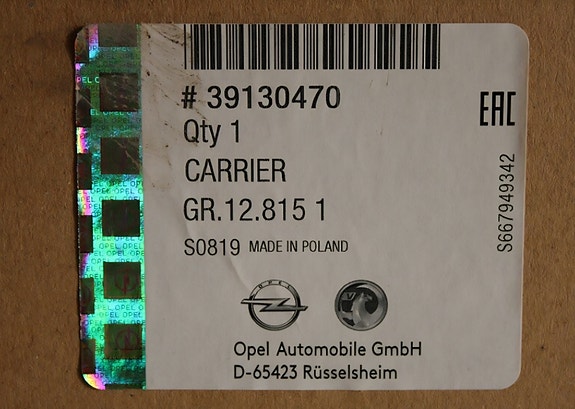 # 39130470
Qty 1
CARRIER
GR.12.815 1
S0819 MADE IN POLAND
EAC
S667949342
OPEL
Opel Automobile GmbH
D-65423 Rüsselsheim